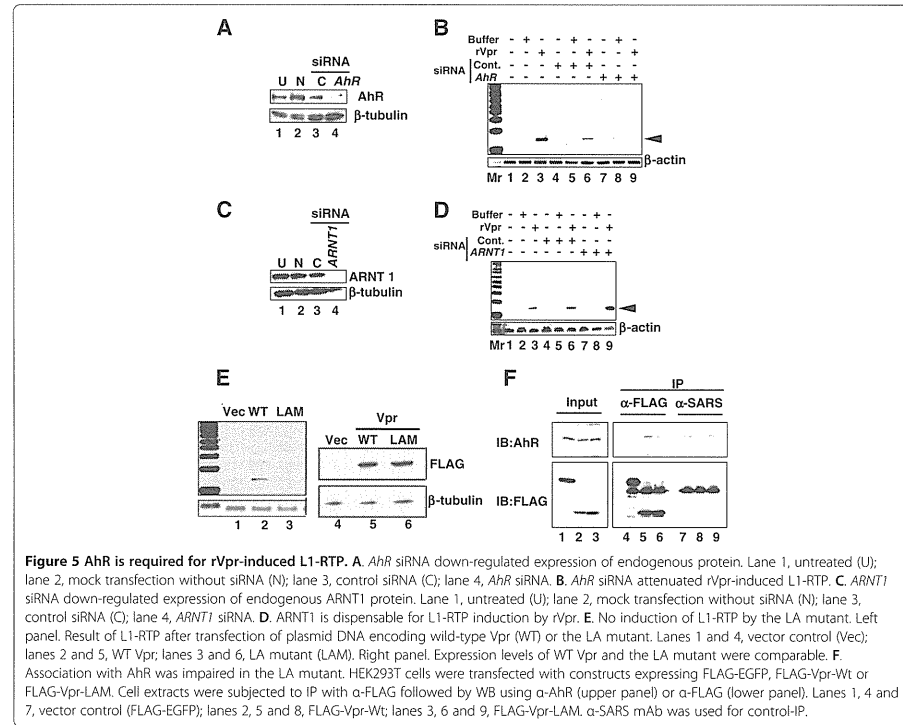 A
siRNA
U N C AhR
AhR
β-tubulin
1 2 3 4
B
Buffer - + - - + - - + -
rVpr - - + - - + - - +
siRNA
Cont. - - - + + + - - -
AhR - - - - - - + + +
β-actin
Mr 1 2 3 4 5 6 7 8 9
C
siRNA
U N C ARNT1
ARNT 1
β-tubulin
1 2 3 4
D
Buffer - + - - + - - + -
rVpr - - + - - + - - +
siRNA
Cont. - - - + + + - - -
ARNT1 - - - - - - + + +
β-actin
Mr 1 2 3 4 5 6 7 8 9
E
Vec WT LAM
1 2 3
Vpr
Vec WT LAM
FLAG
β-tubulin
4 5 6
F
IP
Input α-FLAG α-SARS
IB:AhR
IB:FLAG
1 2 3 4 5 6 7 8 9
Figure 5 AhR is required for rVpr-induced L1-RTP. A. AhR siRNA down-regulated expression of endogenous protein. Lane 1, untreated (U);
lane 2, mock transfection without siRNA (N); lane 3, control siRNA (C); lane 4, AhR siRNA. B. AhR siRNA attenuated rVpr-induced L1-RTP. C. ARNT1
siRNA down-regulated expression of endogenous ARNT1 protein. Lane 1, untreated (U); lane 2, mock transfection without siRNA (N); lane 3,
control siRNA (C); lane 4, ARNT1 siRNA. D. ARNT1 is dispensable for L1-RTP induction by rVpr. E. No induction of L1-RTP by the LA mutant. Left
panel. Result of L1-RTP after transfection of plasmid DNA encoding wild-type Vpr (WT) or the LA mutant. Lanes 1 and 4, vector control (Vec);
lanes 2 and 5, WT Vpr; lanes 3 and 6, LA mutant (LAM). Right panel. Expression levels of WT Vpr and the LA mutant were comparable. F.
Association with AhR was impaired in the LA mutant. HEK293T cells were transfected with constructs expressing FLAG-EGFP, FLAG-Vpr-Wt or
FLAG-Vpr-LAM. Cell extracts were subjected to IP with α-FLAG followed by WB using α-AhR (upper panel) or α-FLAG (lower panel). Lanes 1, 4 and
7, vector control (FLAG-EGFP); lanes 2, 5 and 8, FLAG-Vpr-Wt; lanes 3, 6 and 9, FLAG-Vpr-LAM. α-SARS mAb was used for control-IP.